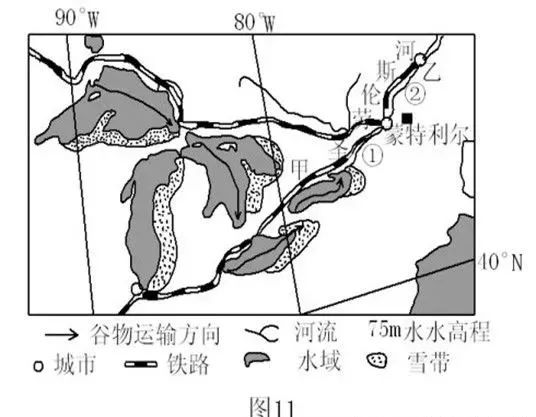 90°W
80°W
圣劳伦斯河
乙
②
蒙特利尔
①
甲
40°N
谷物运输方向 河流 75m水水高程
城市 铁路 水域 雪带
图11